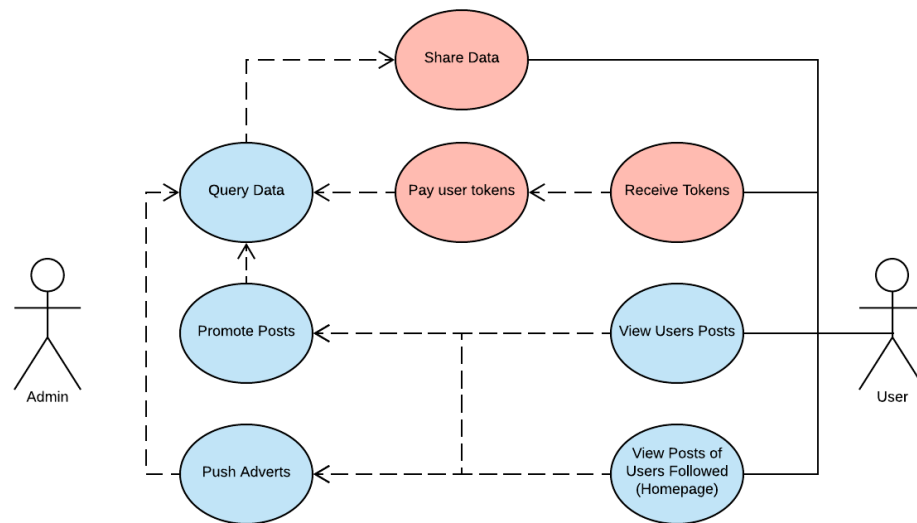 Share Data
Query Data
Pay user tokens
Receive Tokens
Promote Posts
View Users Posts
Admin
User
Push Adverts
View Posts of
Users Followed
(Homepage)